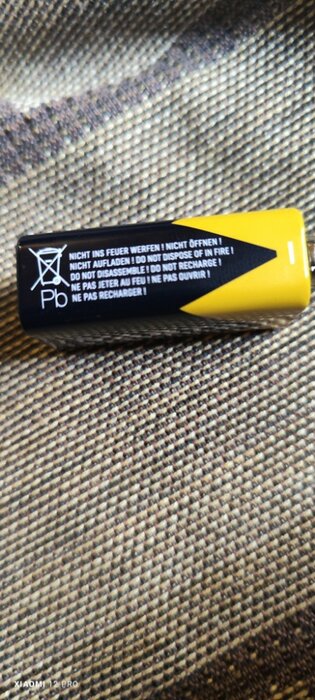 NICHT INS FEUER WERFEN ! NICHT ÖFFNEN !
NICHT AUFLADEN ! DO NOT DISPOSE OF IN FIRE !
DO NOT DISASSEMBLE ! DO NOT RECHARGE !
NE PAS JETER AU FEU ! NE PAS OUVRIR !
NE PAS RECHARGER !
Pb
XIAOMI 12 PRO